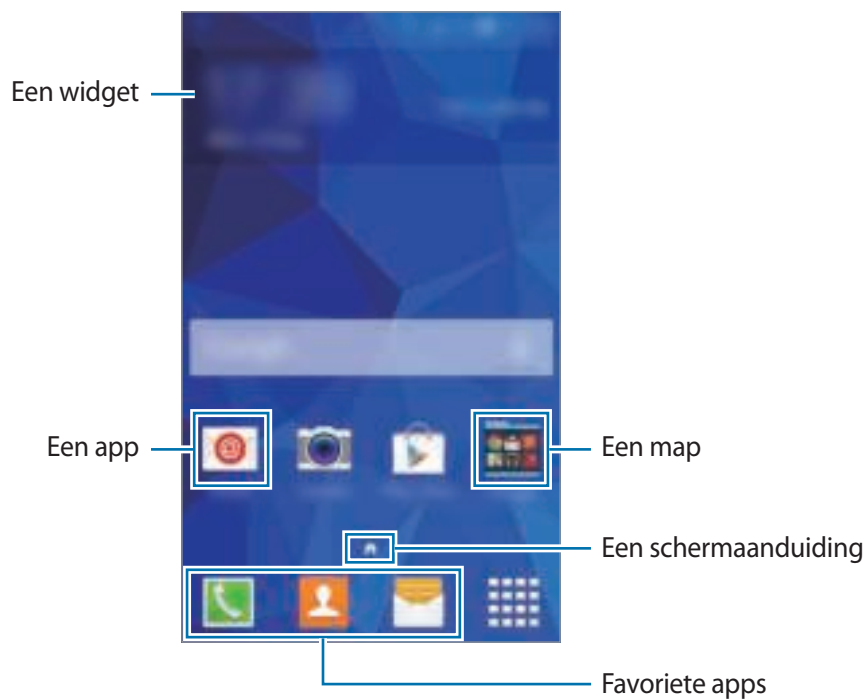 Een widget
Een app
Een map
Een schermaanduiding
Favoriete apps